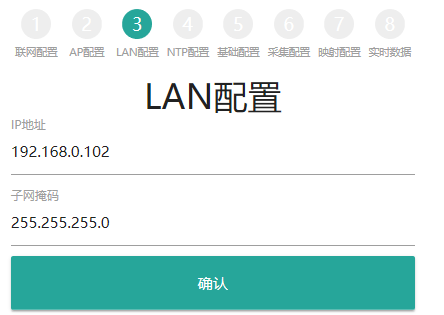 1 2 3 4 5 6 7 8
联网配置 AP配置 LAN配置 NTP配置 基础配置 采集配置 映射配置 实时数据
LAN配置
IP地址
192.168.0.102
子网掩码
255.255.255.0
确认